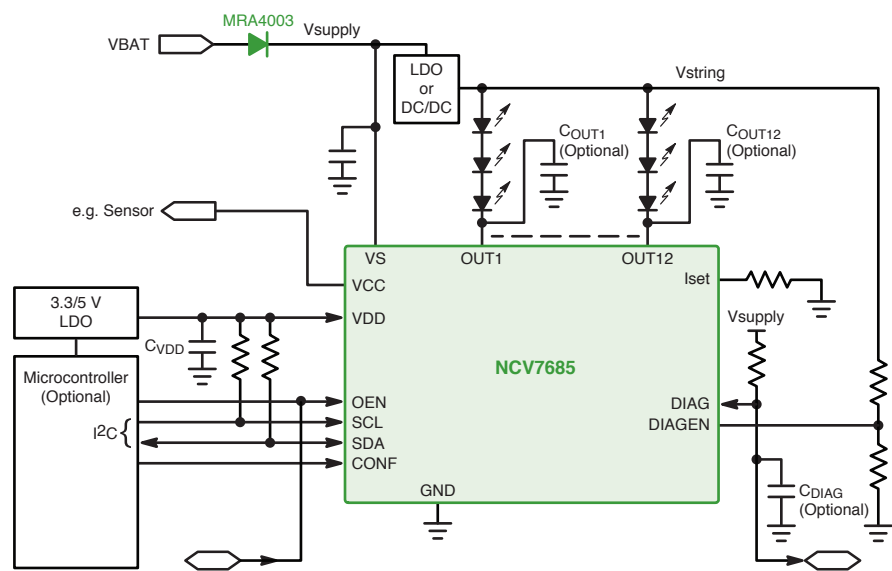 MRA4003
VBAT
Vsupply
LDO
or
DC/DC
Vstring
COUT1
(Optional)
COUT12
(Optional)
e.g. Sensor
VS
OUT1
OUT12
VCC
Iset
3.3/5 V
LDO
VDD
Vsupply
CVDD
NCV7685
Microcontroller
(Optional)
OEN
DIAG
I2C {
SCL
DIAGEN
SDA
CONF
GND
CDIAG
(Optional)